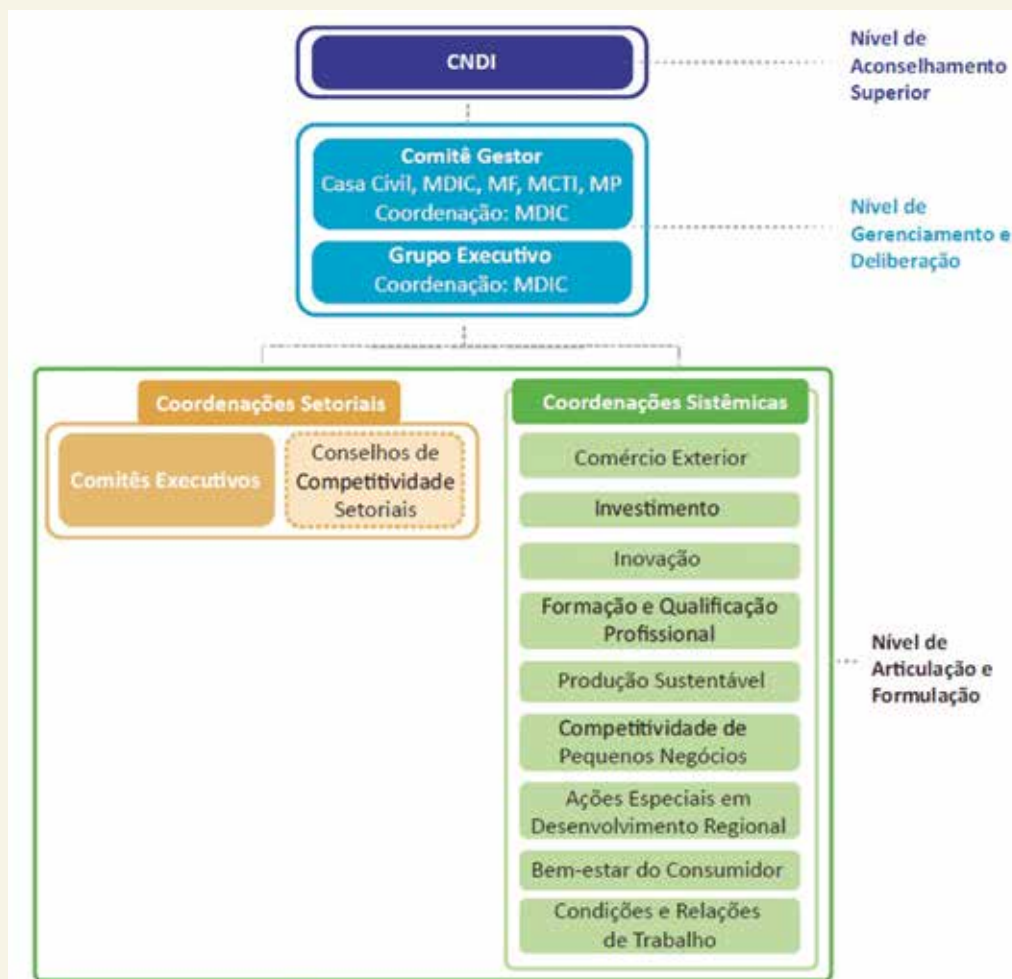 CNDI
Nível de
Aconselhamento
Superior
Comitê Gestor
Casa Civil, MDIC, MF, MCTI, MP
Coordenação: MDIC
Grupo Executivo
Coordenação: MDIC
Nível de
Gerenciamento e
Deliberação
Coordenações Setoriais
Comitês Executivos
Conselhos de
Competitividade
Setoriais
Coordenações Sistêmicas
Comércio Exterior
Investimento
Inovação
Formação e Qualificação
Profissional
Produção Sustentável
Competitividade de
Pequenos Negócios
Ações Especiais em
Desenvolvimento Regional
Bem-estar do Consumidor
Condições e Relações
de Trabalho
Nível de
Articulação e
Formulação